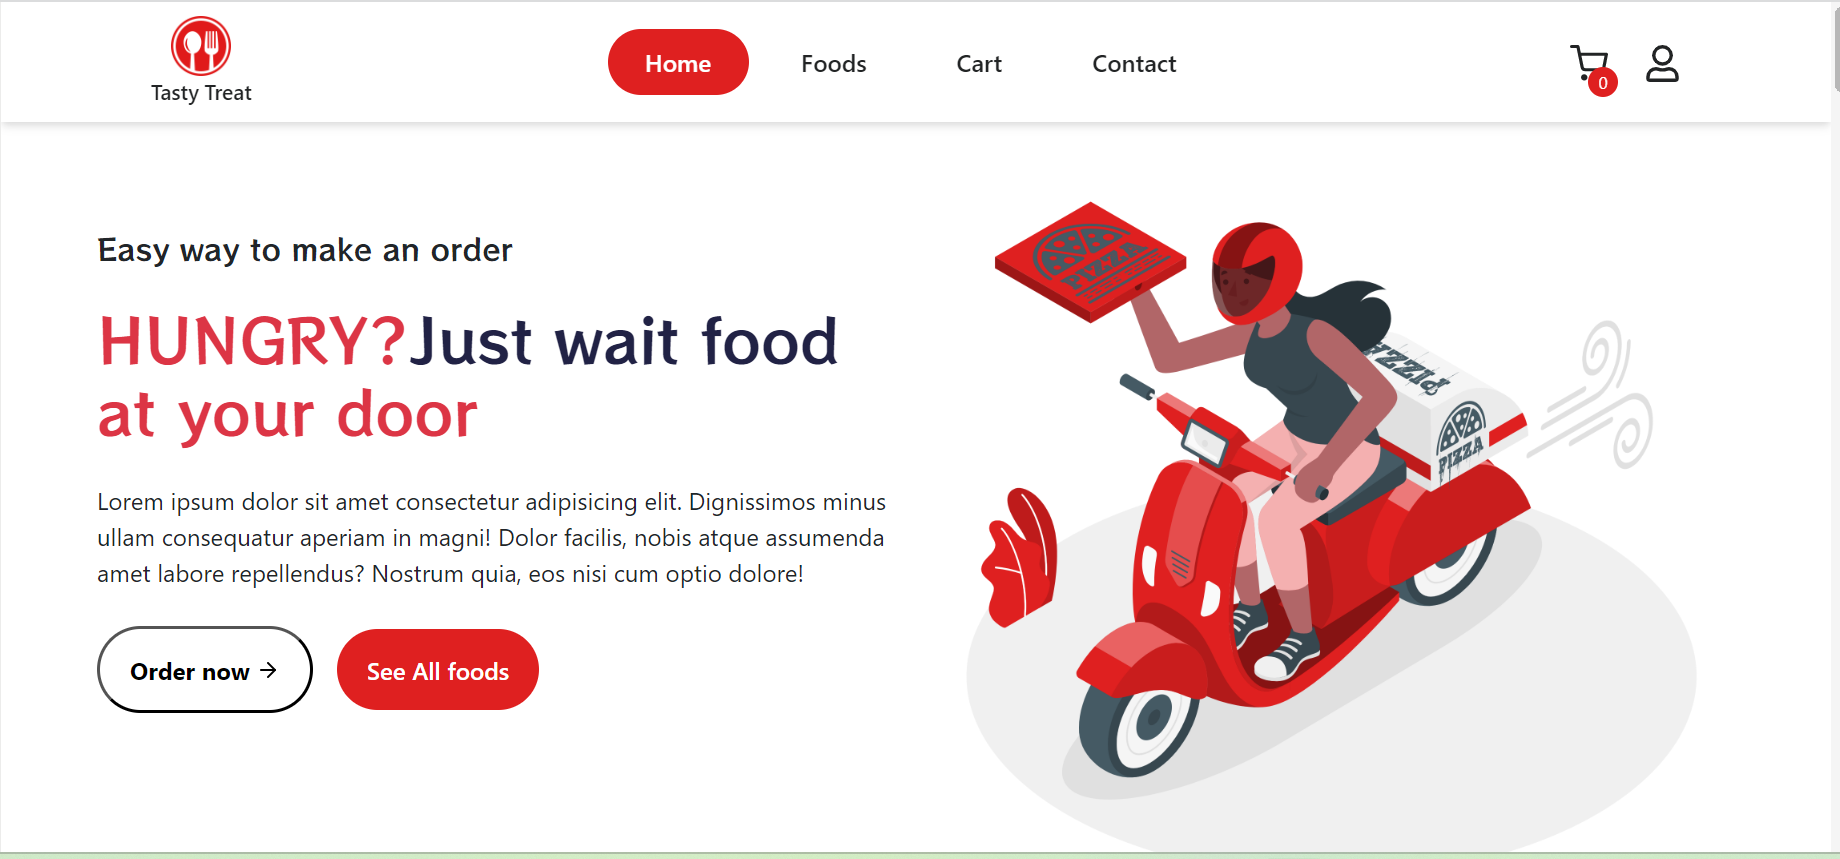 Tasty Treat
Home
Foods
Cart
Contact
0
Easy way to make an order
HUNGRY?Just wait food
at your door
Lorem ipsum dolor sit amet consectetur adipisicing elit. Dignissimos minus
ullam consequatur aperiam in magni! Dolor facilis, nobis atque assumenda
amet labore repellendus? Nostrum quia, eos nisi cum optio dolore!
Order now →
See All foods
PIZZA
PIZZA
PIZZA